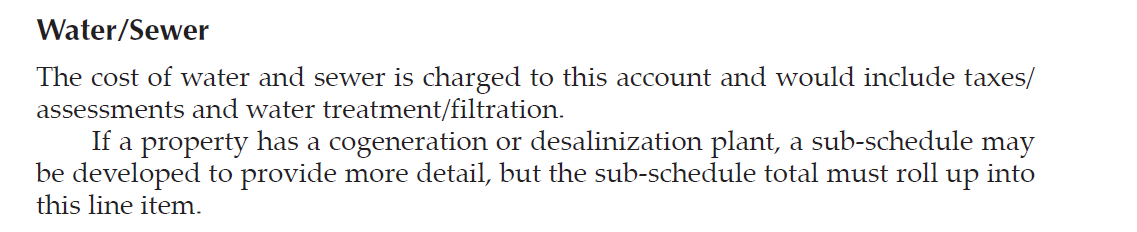 Water/Sewer
The cost of water and sewer is charged to this account and would include taxes/
assessments and water treatment/filtration.
If a property has a cogeneration or desalinization plant, a sub-schedule may
be developed to provide more detail, but the sub-schedule total must roll up into
this line item.